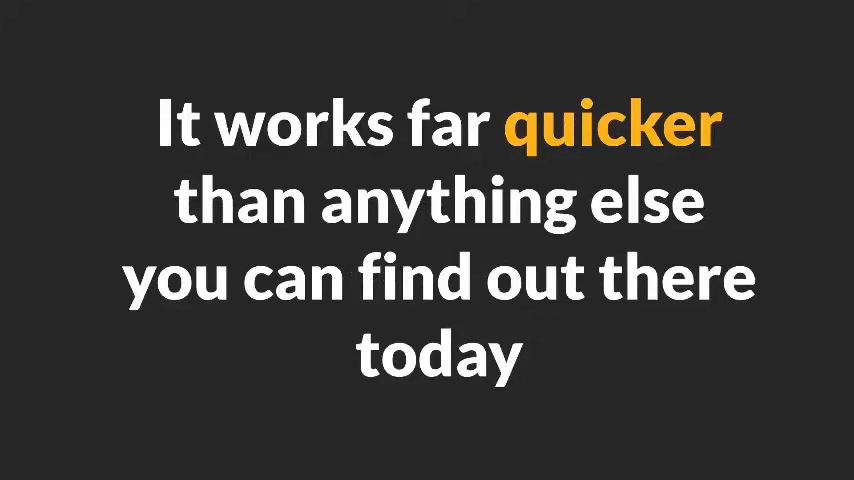 It works far quicker
than anything else
you can find out there
today